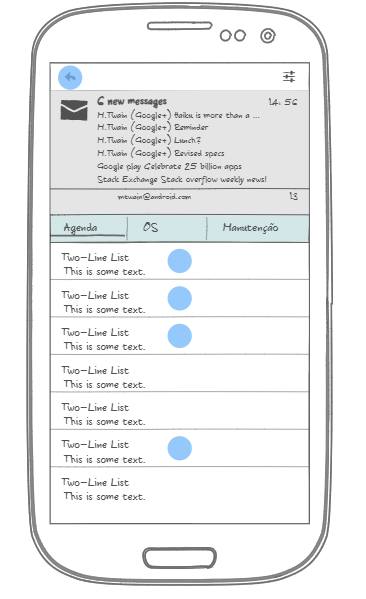 6 new messages 14:56
H.Twain (Google+) Haiku is more than a ...
H.Twain (Google+) Reminder
H.Twain (Google+) Lunch?
H.Twain (Google+) Revised specs
Google play Celebrate 25 billion apps
Stack Exchange Stack overflow weekly news!
mtwain@android.com 13
Agenda OS Manutenção
Two-Line List
This is some text.
Two-Line List
This is some text.
Two-Line List
This is some text.
Two-Line List
This is some text.
Two-Line List
This is some text.
Two-Line List
This is some text.
Two-Line List
This is some text.